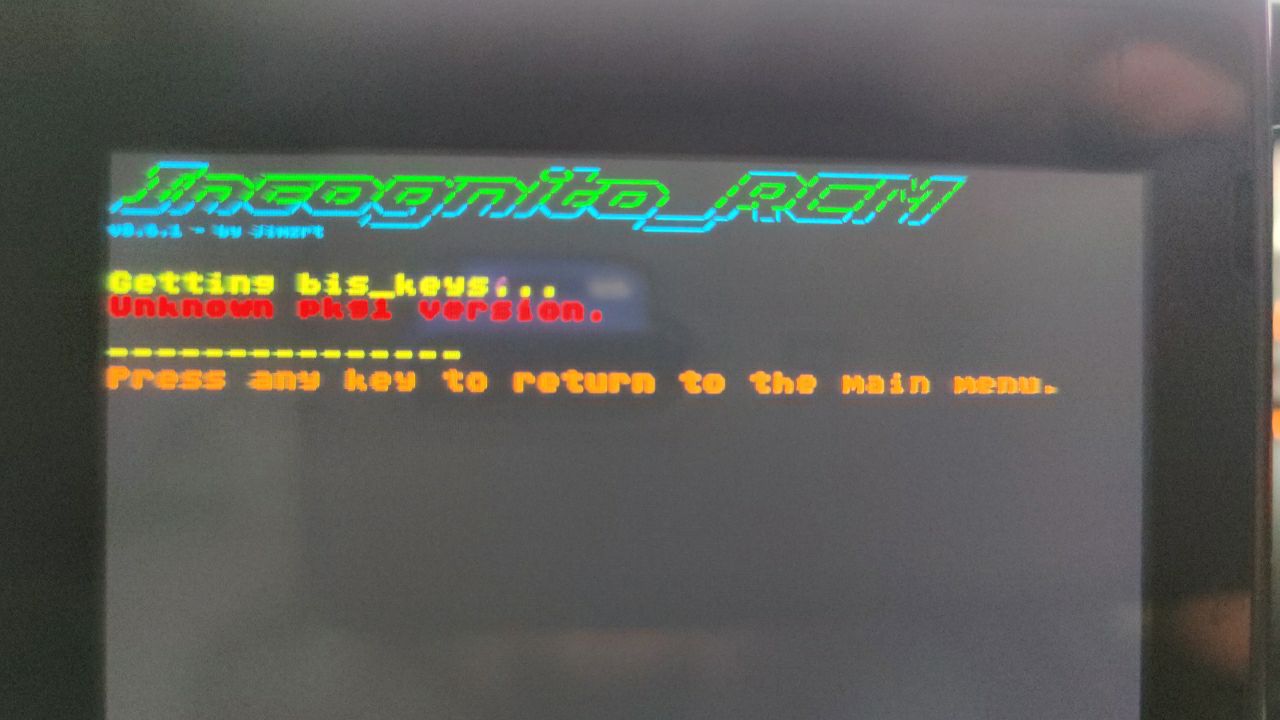 Incognito_RCM
v0.6.1 - by jimzrt
Getting bis_keys...
Unknown pkg1 version.
---------------
Press any key to return to the main menu.